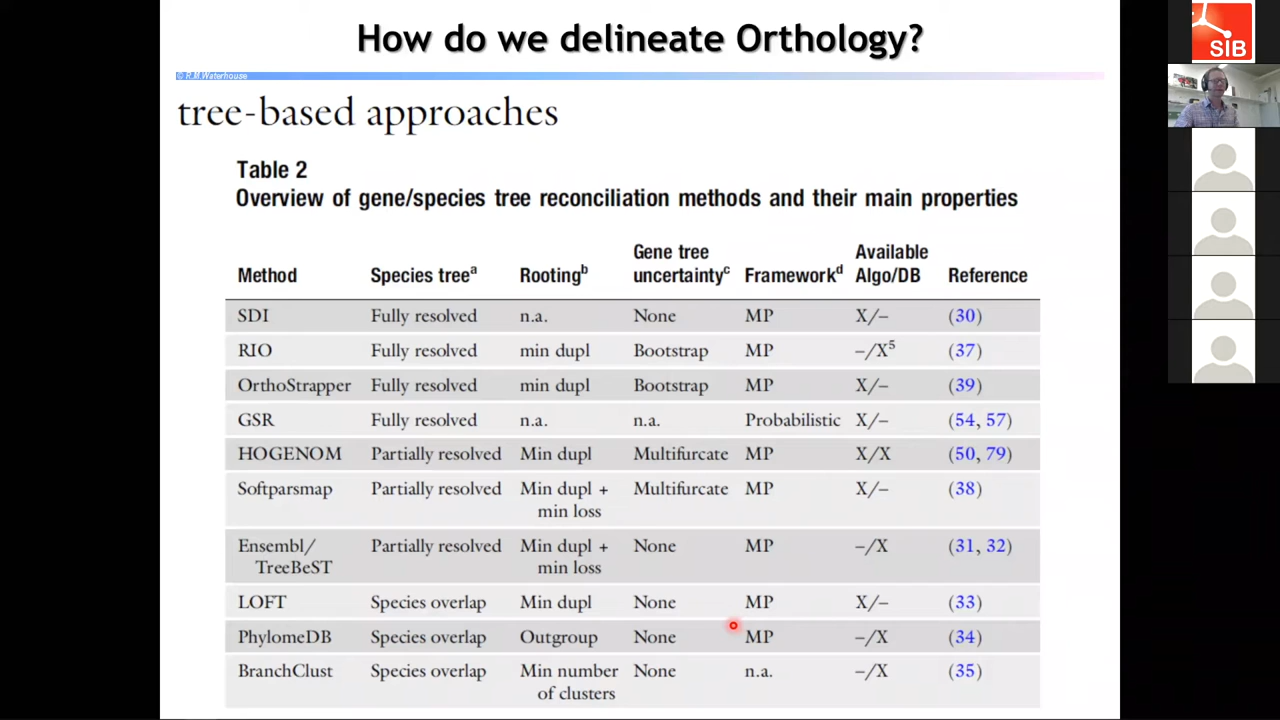 How do we delineate Orthology?
© R.M.Waterhouse
SIB
tree-based approaches
Table 2
Overview of gene/species tree reconciliation methods and their main properties
Method Species treeᵃ Rootingᵇ Gene tree uncertaintyᶜ Frameworkᵈ Available Algo/DB Reference
SDI Fully resolved n.a. None MP X/– (30)
RIO Fully resolved min dupl Bootstrap MP –/X⁵ (37)
OrthoStrapper Fully resolved min dupl Bootstrap MP X/– (39)
GSR Fully resolved n.a. n.a. Probabilistic X/– (54, 57)
HOGENOM Partially resolved Min dupl Multifurcate MP X/X (50, 79)
Softparsmap Partially resolved Min dupl + min loss Multifurcate MP X/– (38)
Ensembl/TreeBeST Partially resolved Min dupl + min loss None MP –/X (31, 32)
LOFT Species overlap Min dupl None MP X/– (33)
PhylomeDB Species overlap Outgroup None MP –/X (34)
BranchClust Species overlap Min number of clusters None n.a. –/X (35)